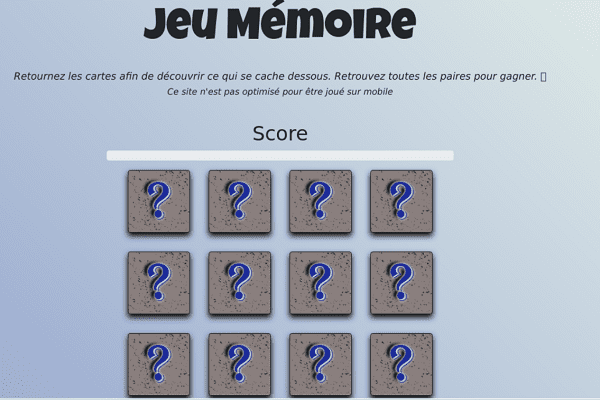 Jeu Mémoire
Retournez les cartes afin de découvrir ce qui se cache dessous. Retrouvez toutes les paires pour gagner.
Ce site n'est pas optimisé pour être joué sur mobile
Score
? ? ? ?
? ? ? ?
? ? ? ?